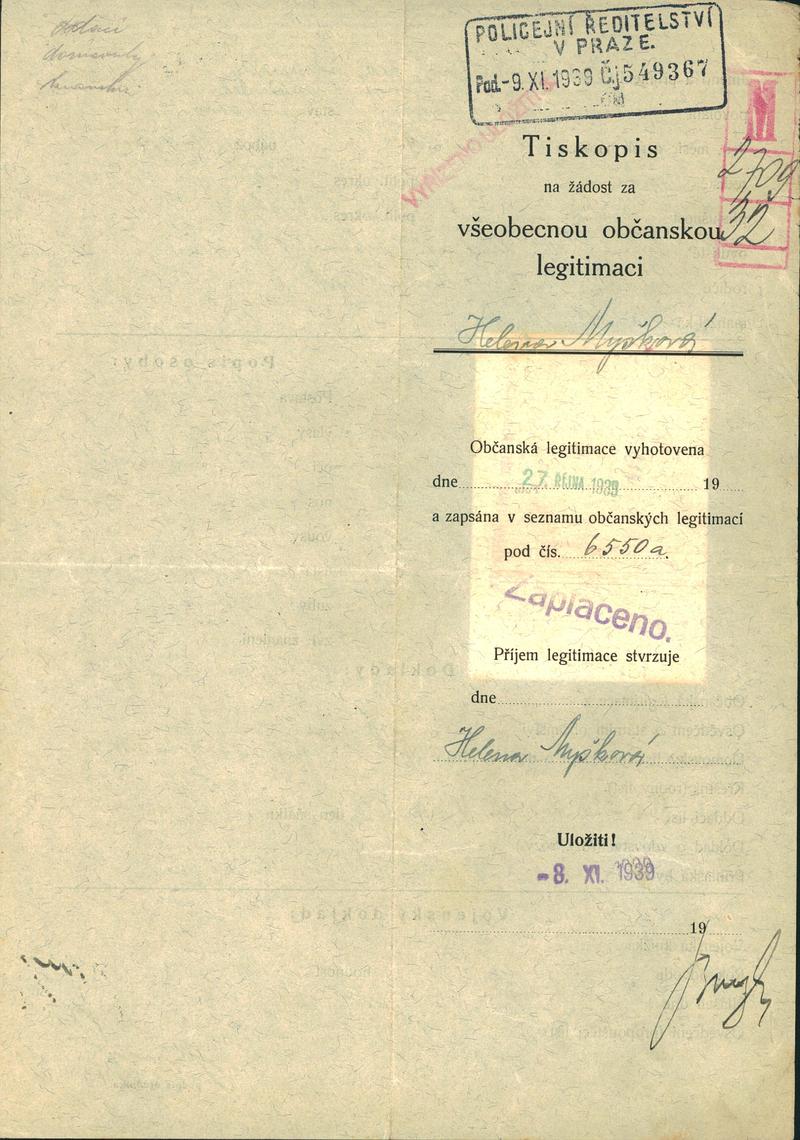 POLICEJNÍ ŘEDITELSTVÍ
V PRAZE.
Pod. -9. XI. 1939 Čj 549367
M
2709
32
Tiskopis
na žádost za
všeobecnou občanskou
legitimaci
Helena Myšková
Občanská legitimace vyhotovena
dne 27. ŘÍJNA 1939 19
a zapsána v seznamu občanských legitimací
pod čís. 6550a.
Zaplaceno.
Příjem legitimace stvrzuje
dne
Helena Myšková
Uložiti!
-8. XI. 1939
19